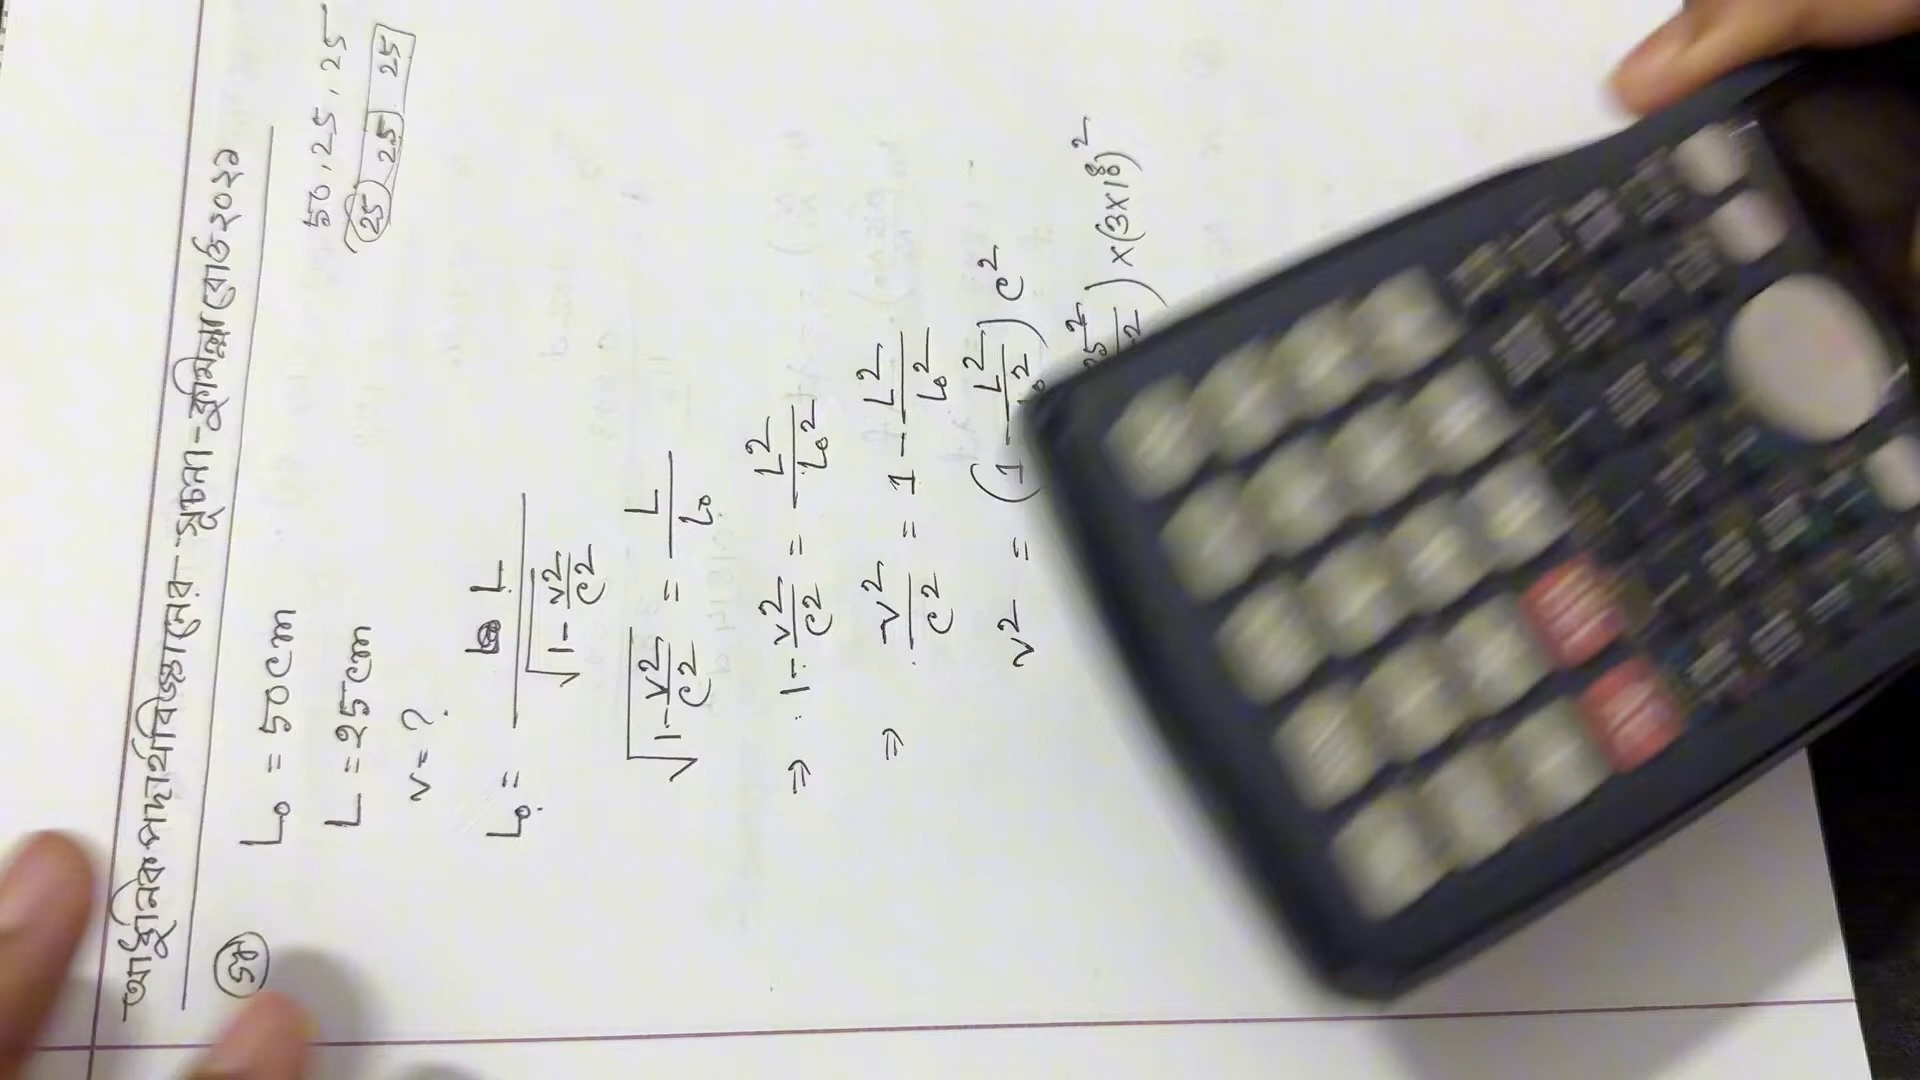 আধুনিক পদার্থবিজ্ঞানের সূচনা - কুমিল্লা বোর্ড ২০২২
L₀ = 50cm
50, 25, 25
L = 25cm
25 25 25
v = ?
L₀ = L / √(1 - v²/c²)
√(1 - v²/c²) = L/L₀
⇒ 1 - v²/c² = L²/L₀²
⇒ v²/c² = 1 - L²/L₀²
v² = (1 - L²/L₀²) c²
) × (3×10⁸)²